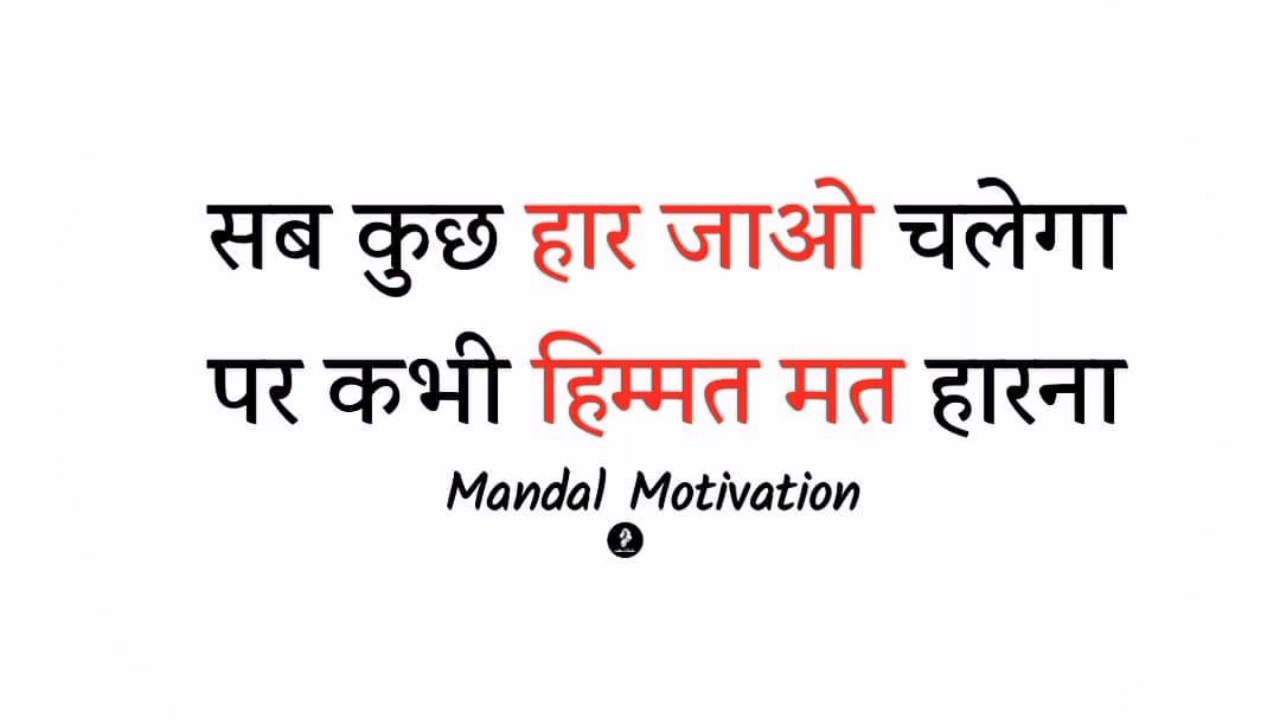 सब कुछ हार जाओ चलेगा
पर कभी हिम्मत मत हारना
Mandal Motivation